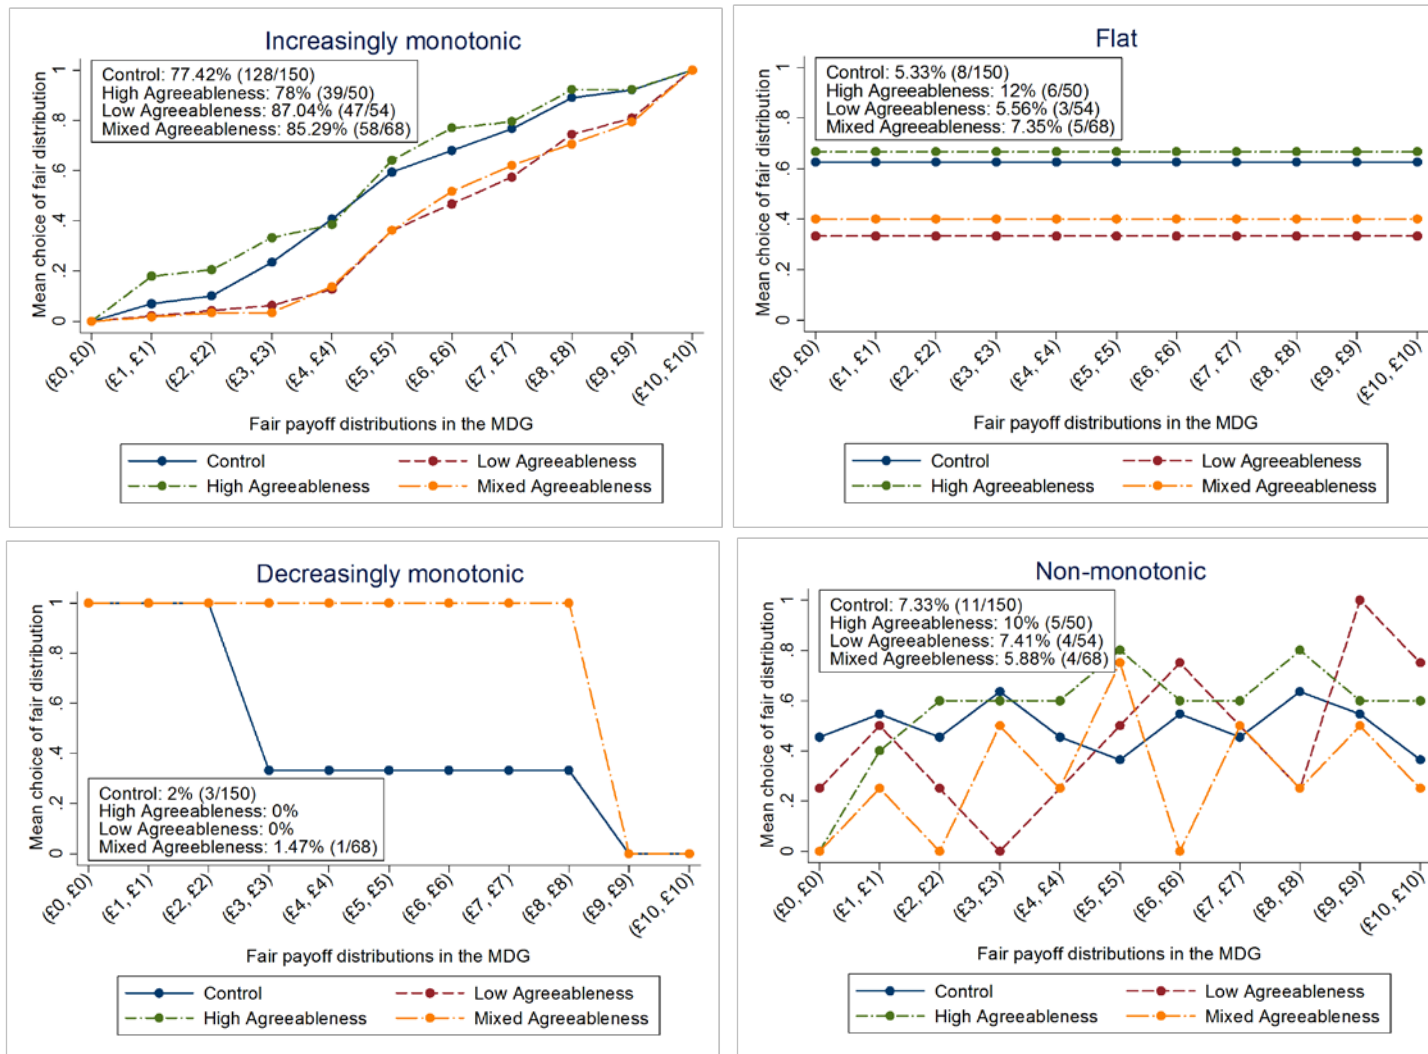 Increasingly monotonic
Control: 77.42% (128/150)
High Agreeableness: 78% (39/50)
Low Agreeableness: 87.04% (47/54)
Mixed Agreeableness: 85.29% (58/68)
Mean choice of fair distribution
1
.8
.6
.4
.2
0
(£0, £0)
(£1, £1)
(£2, £2)
(£3, £3)
(£4, £4)
(£5, £5)
(£6, £6)
(£7, £7)
(£8, £8)
(£9, £9)
(£10, £10)
Fair payoff distributions in the MDG
Control
Low Agreeableness
High Agreeableness
Mixed Agreeableness
Flat
Control: 5.33% (8/150)
High Agreeableness: 12% (6/50)
Low Agreeableness: 5.56% (3/54)
Mixed Agreeableness: 7.35% (5/68)
Mean choice of fair distribution
1
.8
.6
.4
.2
0
(£0, £0)
(£1, £1)
(£2, £2)
(£3, £3)
(£4, £4)
(£5, £5)
(£6, £6)
(£7, £7)
(£8, £8)
(£9, £9)
(£10, £10)
Fair payoff distributions in the MDG
Control
Low Agreeableness
High Agreeableness
Mixed Agreeableness
Decreasingly monotonic
Mean choice of fair distribution
1
.8
.6
.4
.2
0
Control: 2% (3/150)
High Agreeableness: 0%
Low Agreeableness: 0%
Mixed Agreebleness: 1.47% (1/68)
(£0, £0)
(£1, £1)
(£2, £2)
(£3, £3)
(£4, £4)
(£5, £5)
(£6, £6)
(£7, £7)
(£8, £8)
(£9, £9)
(£10, £10)
Fair payoff distributions in the MDG
Control
Low Agreeableness
High Agreeableness
Mixed Agreeableness
Non-monotonic
Control: 7.33% (11/150)
High Agreeableness: 10% (5/50)
Low Agreeableness: 7.41% (4/54)
Mixed Agreebleness: 5.88% (4/68)
Mean choice of fair distribution
1
.8
.6
.4
.2
0
(£0, £0)
(£1, £1)
(£2, £2)
(£3, £3)
(£4, £4)
(£5, £5)
(£6, £6)
(£7, £7)
(£8, £8)
(£9, £9)
(£10, £10)
Fair payoff distributions in the MDG
Control
Low Agreeableness
High Agreeableness
Mixed Agreeableness